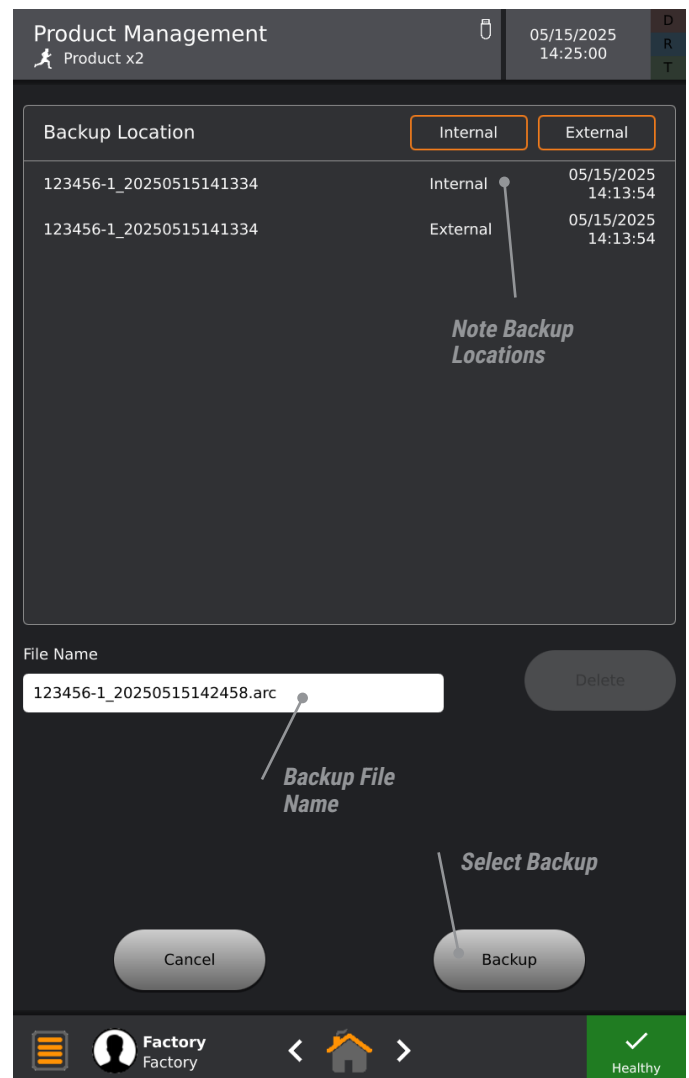 Product Management
Product x2
05/15/2025
14:25:00
D
R
T
Backup Location
Internal
External
123456-1_20250515141334
Internal
05/15/2025
14:13:54
123456-1_20250515141334
External
05/15/2025
14:13:54
Note Backup
Locations
File Name
123456-1_20250515142458.arc
Delete
Backup File
Name
Select Backup
Cancel
Backup
Factory
Factory
Healthy